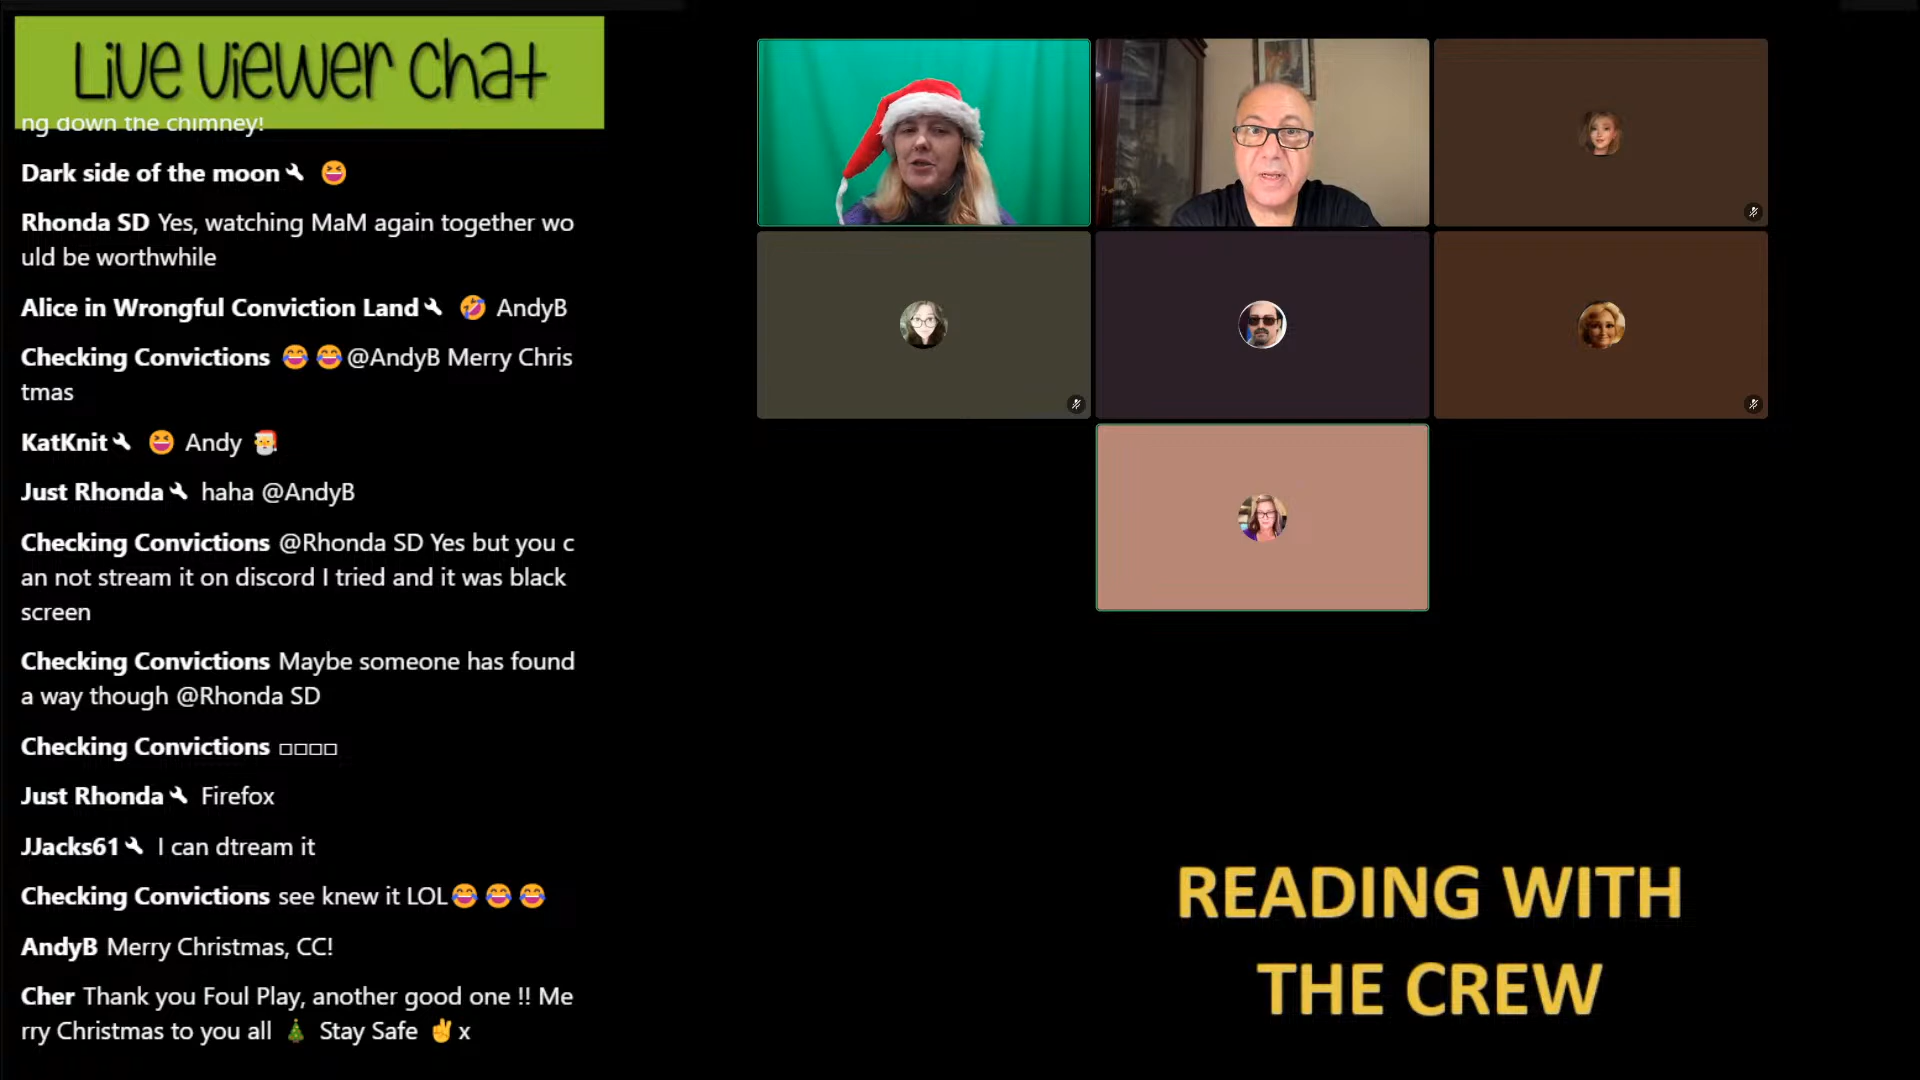 Live Viewer Chat
ng down the chimney!
Dark side of the moon 😆
Rhonda SD Yes, watching MaM again together wo
uld be worthwhile
Alice in Wrongful Conviction Land 🤣 AndyB
Checking Convictions 😂 😂 @AndyB Merry Chris
tmas
KatKnit 😆 Andy 🎅
Just Rhonda haha @AndyB
Checking Convictions @Rhonda SD Yes but you c
an not stream it on discord I tried and it was black
screen
Checking Convictions Maybe someone has found
a way though @Rhonda SD
Checking Convictions □□□□
Just Rhonda Firefox
JJacks61 I can dtream it
Checking Convictions see knew it LOL😂 😂 😂
AndyB Merry Christmas, CC!
Cher Thank you Foul Play, another good one !! Me
rry Christmas to you all 🎄 Stay Safe ✌x
READING WITH
THE CREW